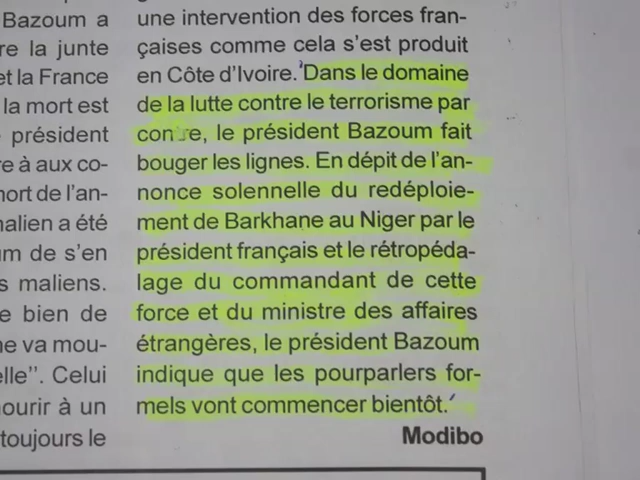 Bazoum a
re la junte
et la France
la mort est
président
re à aux co-
mort de l'an-
malien a été
um de s'en
s maliens.
e bien de
ne va mou-
elle". Celui
ourir à un
toujours le
une intervention des forces fran-
çaises comme cela s'est produit
en Côte d'Ivoire. Dans le domaine
de la lutte contre le terrorisme par
contre, le président Bazoum fait
bouger les lignes. En dépit de l'an-
nonce solennelle du redéploie-
ment de Barkhane au Niger par le
président français et le rétropéda-
lage du commandant de cette
force et du ministre des affaires
étrangères, le président Bazoum
indique que les pourparlers for-
mels vont commencer bientôt.
Modibo